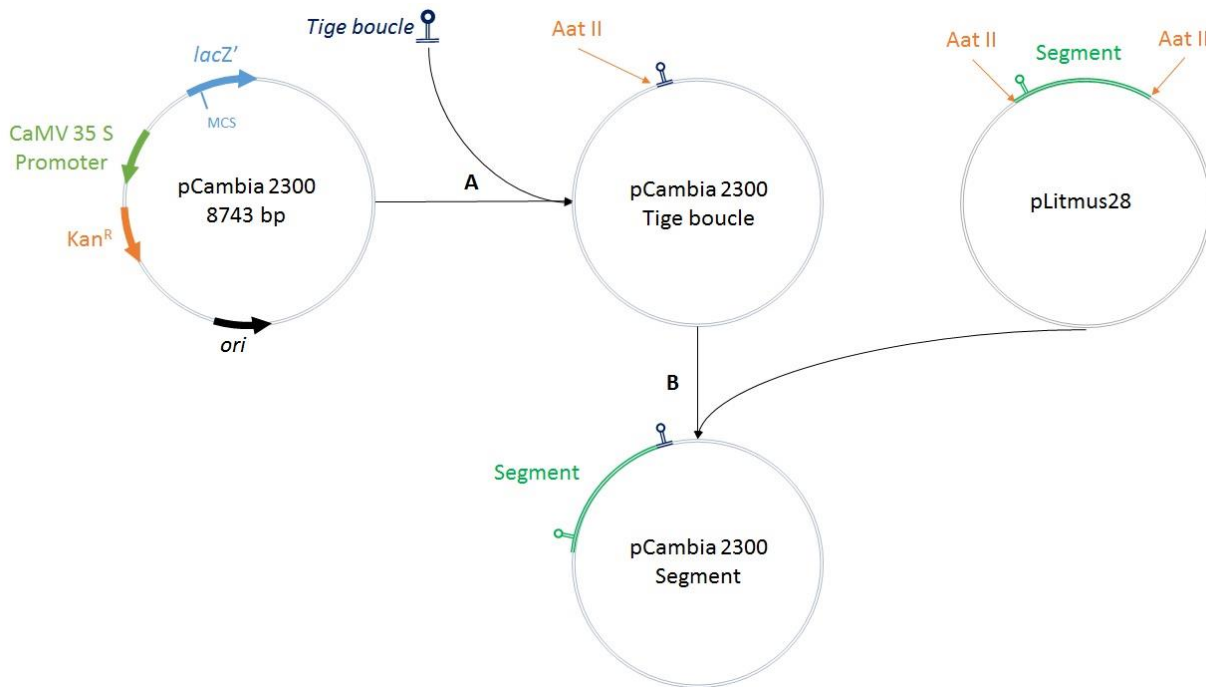 Tige boucle
lacZ'
MCS
CaMV 35 S
Promoter
Kan^R
pCambia 2300
8743 bp
ori
A
Aat II
pCambia 2300
Tige boucle
Aat II
Segment
Aat II
pLitmus28
B
Segment
pCambia 2300
Segment